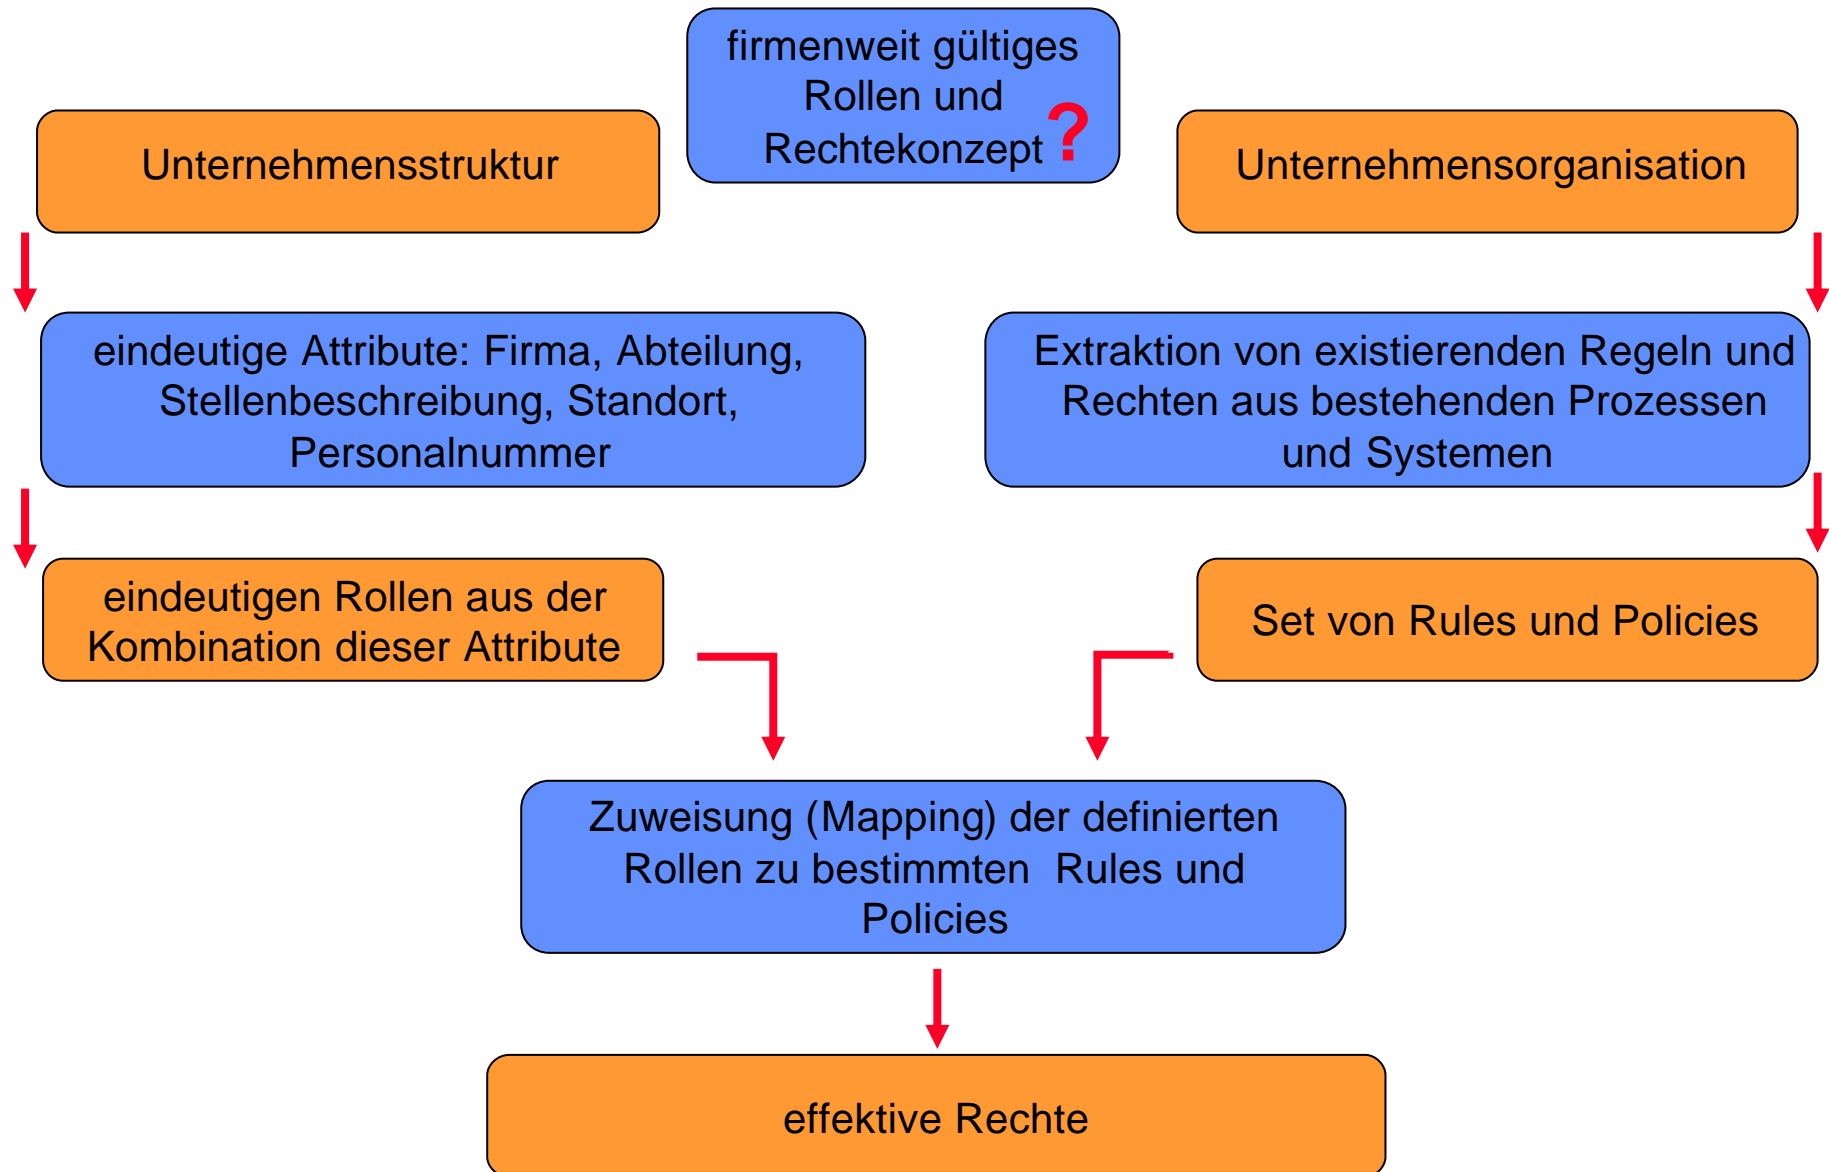 firmenweit gültiges
Rollen und
Rechtekonzept ?
Unternehmensstruktur
Unternehmensorganisation
eindeutige Attribute: Firma, Abteilung,
Stellenbeschreibung, Standort,
Personalnummer
Extraktion von existierenden Regeln und
Rechten aus bestehenden Prozessen
und Systemen
eindeutigen Rollen aus der
Kombination dieser Attribute
Set von Rules und Policies
Zuweisung (Mapping) der definierten
Rollen zu bestimmten  Rules und
Policies
effektive Rechte